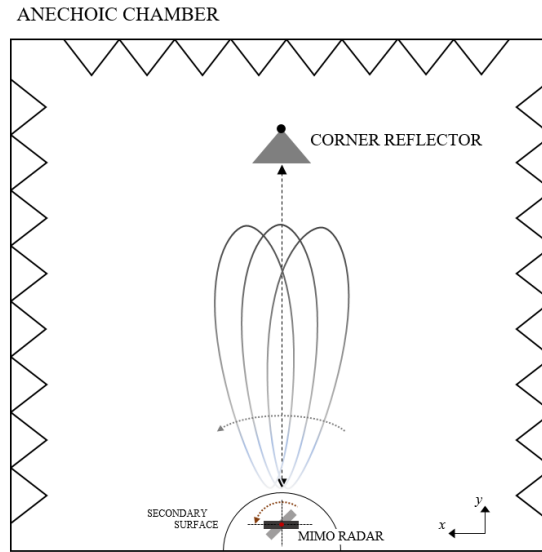 ANECHOIC CHAMBER
CORNER REFLECTOR
SECONDARY
SURFACE
MIMO RADAR
y
x